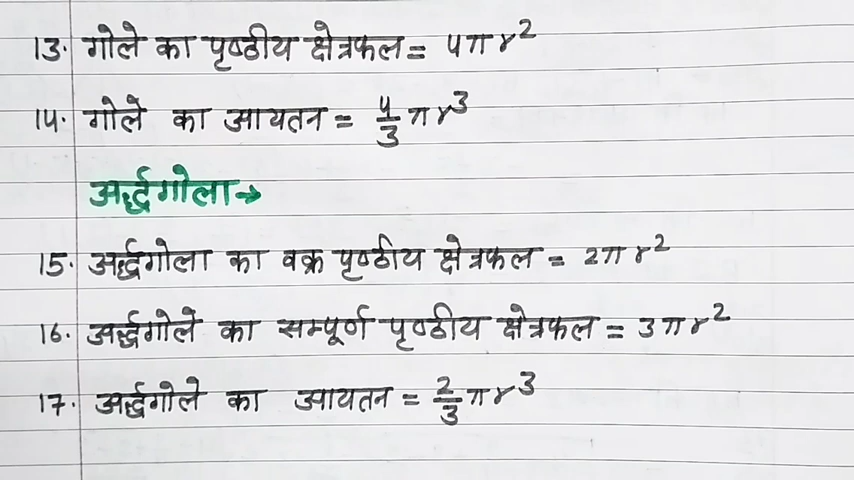 13. गोले का पृष्ठीय क्षेत्रफल = 4πr²
14. गोले का आयतन = 4/3 πr³
अर्द्धगोला→
15. अर्द्धगोला का वक्र पृष्ठीय क्षेत्रफल = 2πr²
16. अर्द्धगोले का सम्पूर्ण पृष्ठीय क्षेत्रफल = 3πr²
17. अर्द्धगोले का आयतन = 2/3 πr³